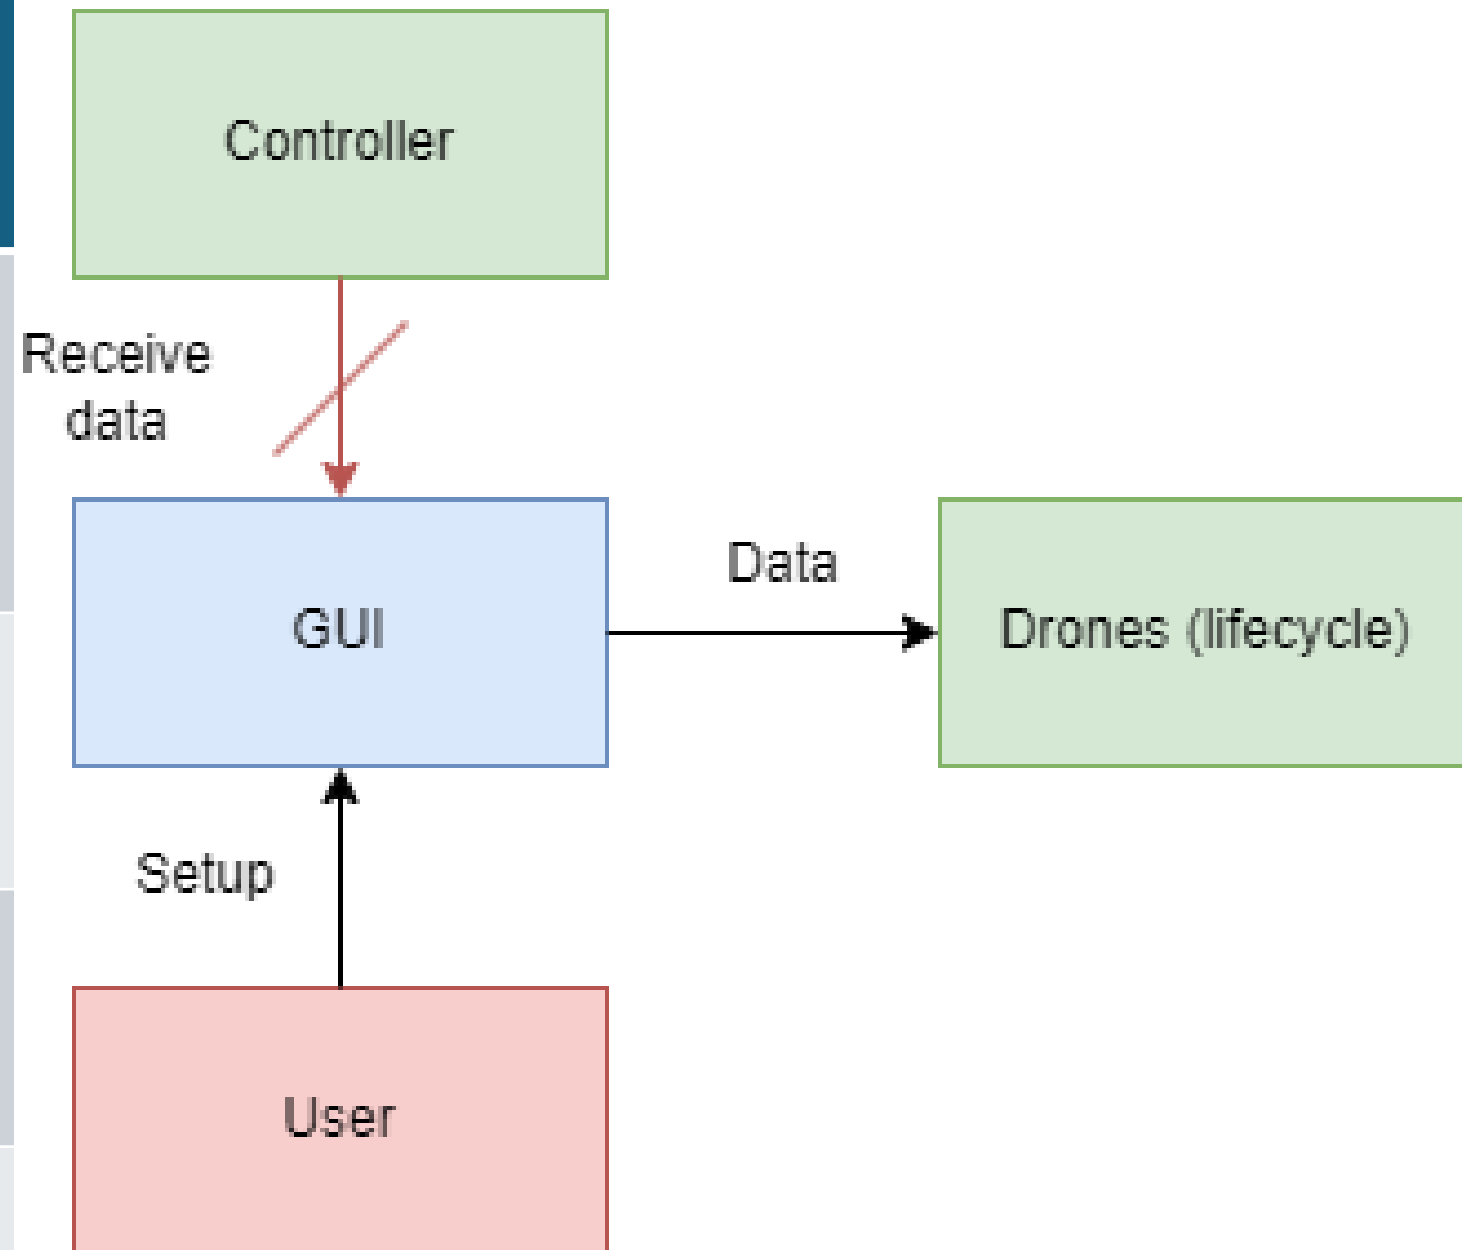 Controller
Receive
data
GUI
Data
Drones (lifecycle)
Setup
User